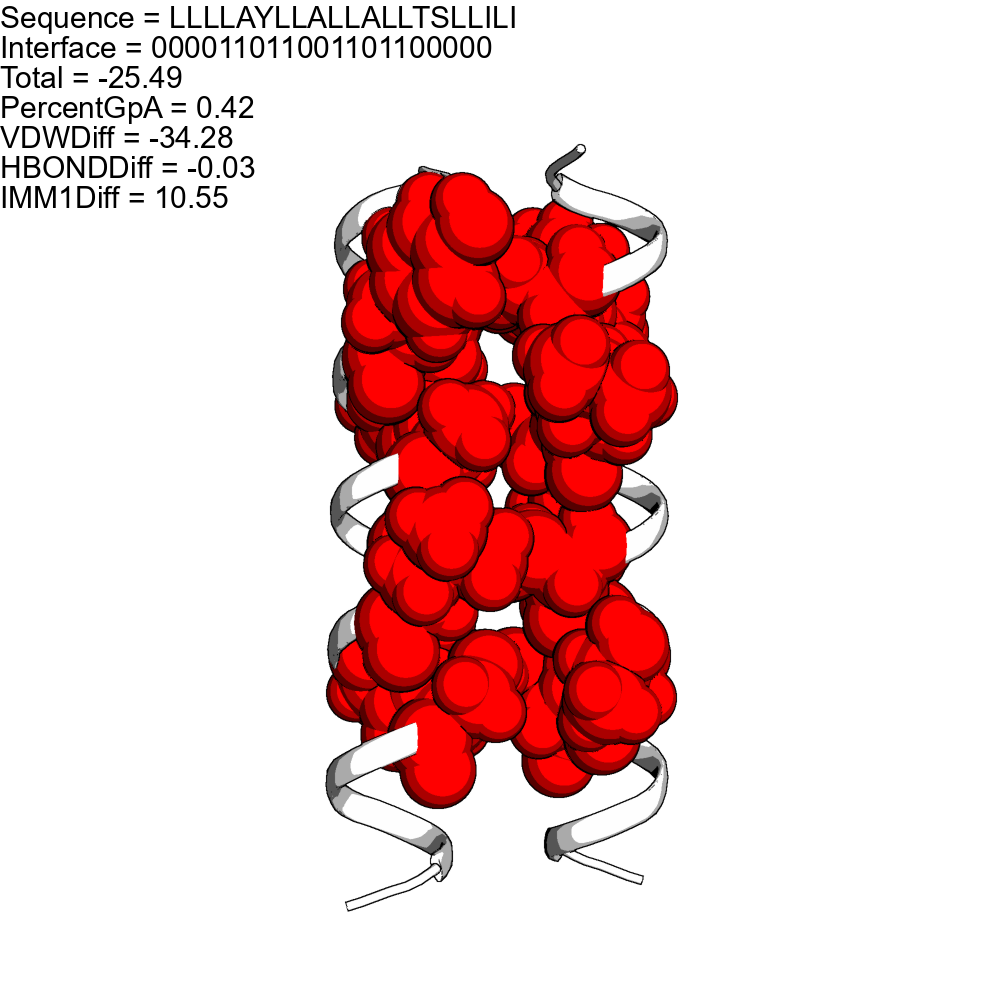 Sequence = LLLLAYLLALLALLTSLLILI
Interface = 000011011001101100000
Total = -25.49
PercentGpA = 0.42
VDWDiff = -34.28
HBONDDiff = -0.03
IMM1Diff = 10.55